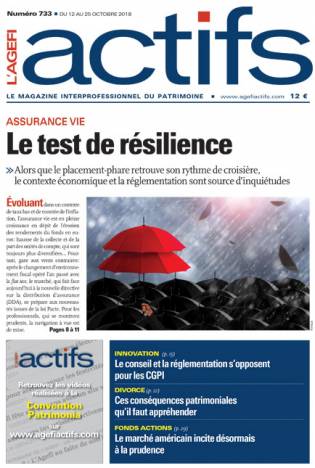 Numéro 733 ● DU 12 AU 25 OCTOBRE 2018
L'AGEFI
actifs
LE MAGAZINE INTERPROFESSIONNEL DU PATRIMOINE ● www.agefiactifs.com 12 €
ASSURANCE VIE
Le test de résilience
Alors que le placement-phare retrouve son rythme de croisière,
le contexte économique et la réglementation sont source d'inquiétudes
Évoluant dans un contexte
de taux bas et de montée de l'infla-
tion, l'assurance vie est en pleine
croissance en dépit de l'érosion
des rendements du fonds en eu-
ros: hausse de la collecte et de la
part des unités de compte, qui sont
toujours plus diversifiées... Pour-
tant, gare aux vents contraires:
après le changement d'environne-
ment fiscal opéré l'an passé avec
la flat tax, le marché, qui fait face
aujourd'hui à la nouvelle directive
sur la distribution d'assurance
(DDA), se prépare aux nouveau-
tés issues de la loi Pacte. Pour les
professionnels, qui se montrent
prudents, la navigation à vue est
de mise. Pages 8 à 11
L'AGEFI
actifs
Retrouvez les vidéos
réalisées à la
Convention
Patrimonia
sur
www.agefiactifs.com
INNOVATION (p. 15)
Le conseil et la réglementation s'opposent
pour les CGPI
DIVORCE (p. 22)
Ces conséquences patrimoniales
qu'il faut appréhender
FONDS ACTIONS (p. 29)
Le marché américain incite désormais
à la prudence